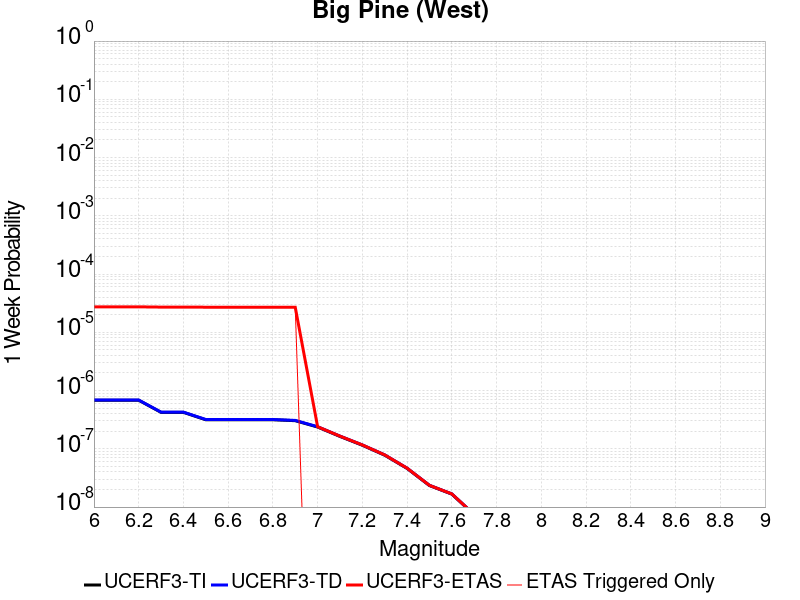 Big Pine (West)
10^0
10^-1
10^-2
10^-3
10^-4
10^-5
10^-6
10^-7
10^-8
1 Week Probability
6 6.2 6.4 6.6 6.8 7 7.2 7.4 7.6 7.8 8 8.2 8.4 8.6 8.8 9
Magnitude
UCERF3-TI UCERF3-TD UCERF3-ETAS ETAS Triggered Only